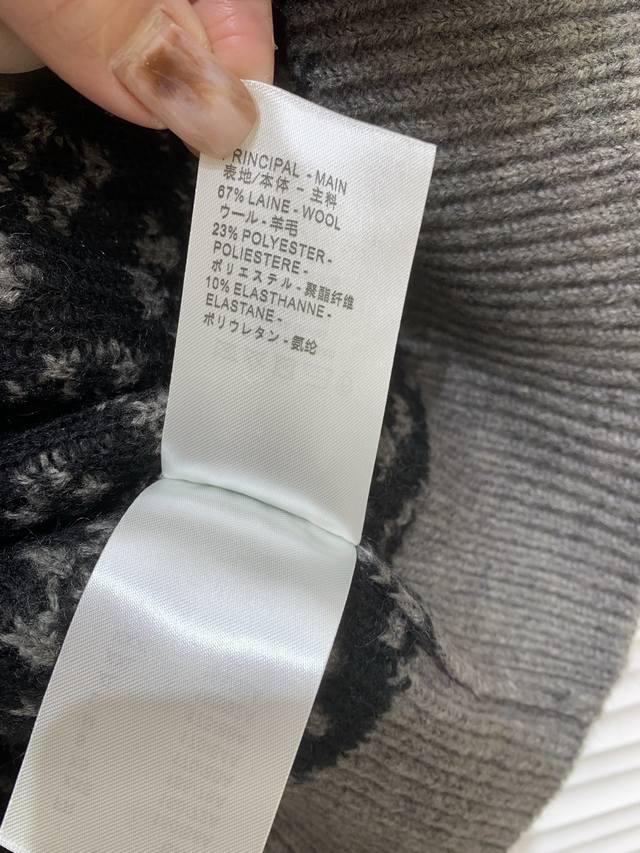 PRINCIPAL - MAIN
表地/本体 - 主料
67% LAINE - WOOL
ウール - 羊毛
23% POLYESTER -
POLIESTERE -
ポリエステル - 聚酯纤维
10% ELASTHANNE -
ELASTANE -
ポリウレタン - 氨纶